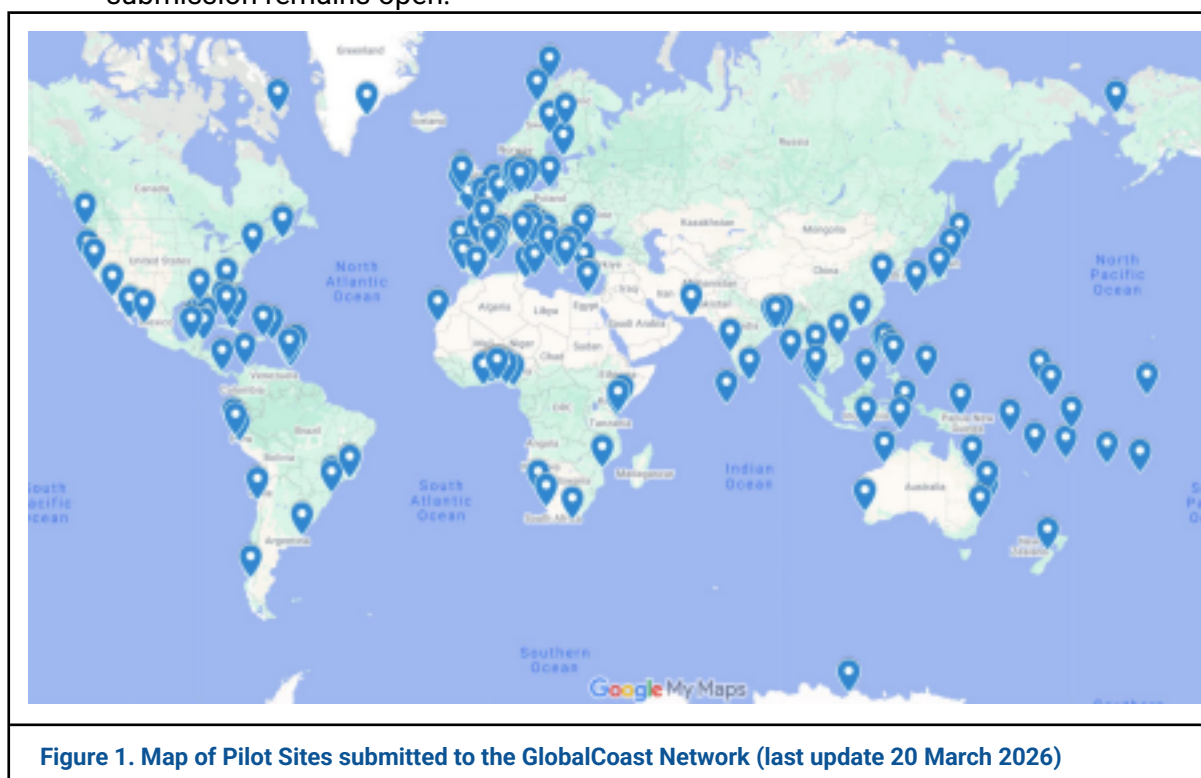 submission remains open.
Greenland
Iceland
Russia
Norway
Canada
Poland
Kazakhstan
Mongolia
United States
North
Atlantic
Ocean
China
North
Pacific
Ocean
Afghanistan
Iraq
Iran
Pakistan
Algeria
Libya
Egypt
Saudi Arabia
Mexico
Niger
Chad
Sudan
Ethiopia
Venezuela
Colombia
DRC
Tanzania
Papua New
Guinea
Brazil
Bolivia
Angola
Madagascar
Botswana
Indian
Ocean
Australia
South
Pacific
Ocean
South
Atlantic
Ocean
South Africa
Argentina
New
Zealand
Southern
Ocean
Google My Maps
Southern
Figure 1. Map of Pilot Sites submitted to the GlobalCoast Network (last update 20 March 2026)